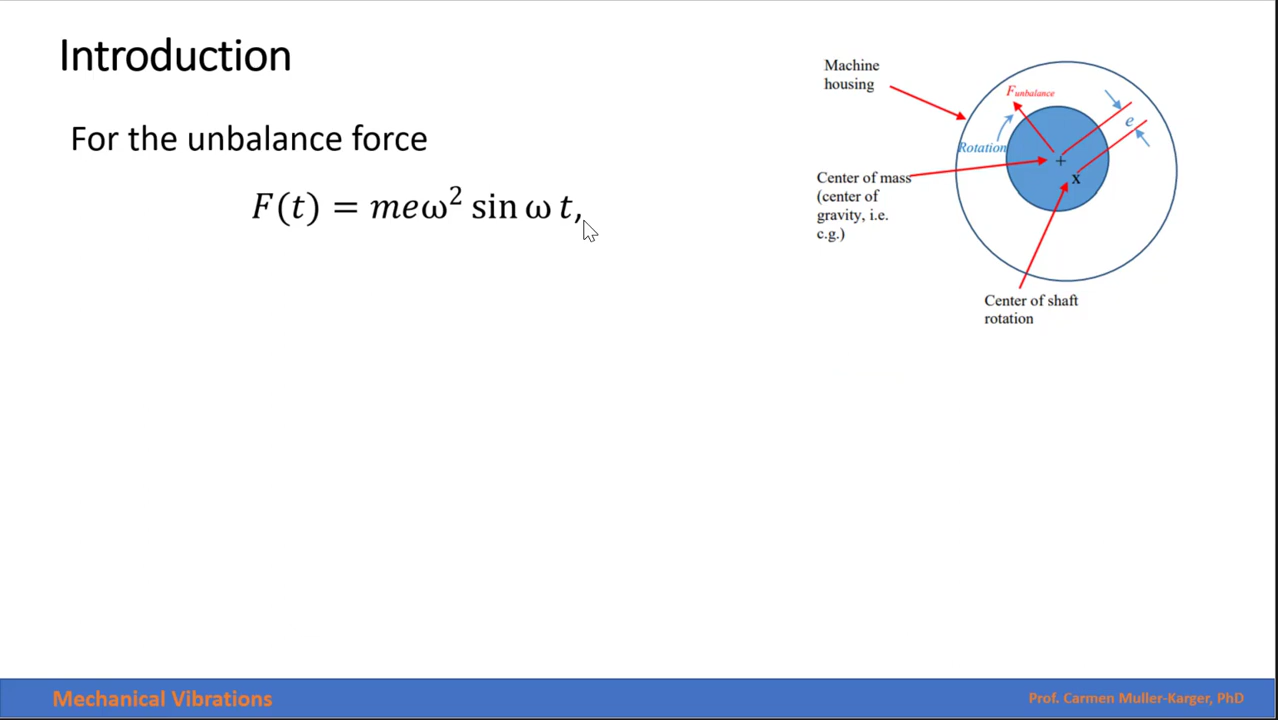 Introduction
For the unbalance force
F(t) = meω² sin ω t,
Machine
housing
F unbalance
e
Rotation
+
Center of mass
(center of
gravity, i.e.
c.g.)
x
Center of shaft
rotation
Mechanical Vibrations
Prof. Carmen Muller-Karger, PhD